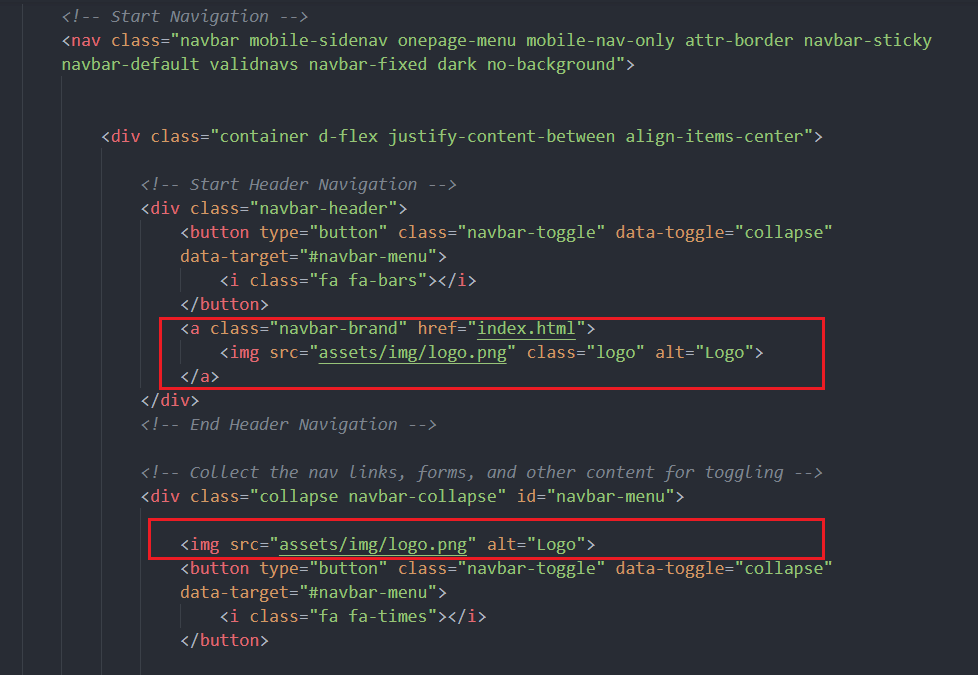 <!-- Start Navigation -->
<nav class="navbar mobile-sidenav onepage-menu mobile-nav-only attr-border navbar-sticky
navbar-default validnavs navbar-fixed dark no-background">
<div class="container d-flex justify-content-between align-items-center">
<!-- Start Header Navigation -->
<div class="navbar-header">
<button type="button" class="navbar-toggle" data-toggle="collapse"
data-target="#navbar-menu">
<i class="fa fa-bars"></i>
</button>
<a class="navbar-brand" href="index.html">
<img src="assets/img/logo.png" class="logo" alt="Logo">
</a>
</div>
<!-- End Header Navigation -->
<!-- Collect the nav links, forms, and other content for toggling -->
<div class="collapse navbar-collapse" id="navbar-menu">
<img src="assets/img/logo.png" alt="Logo">
<button type="button" class="navbar-toggle" data-toggle="collapse"
data-target="#navbar-menu">
<i class="fa fa-times"></i>
</button>